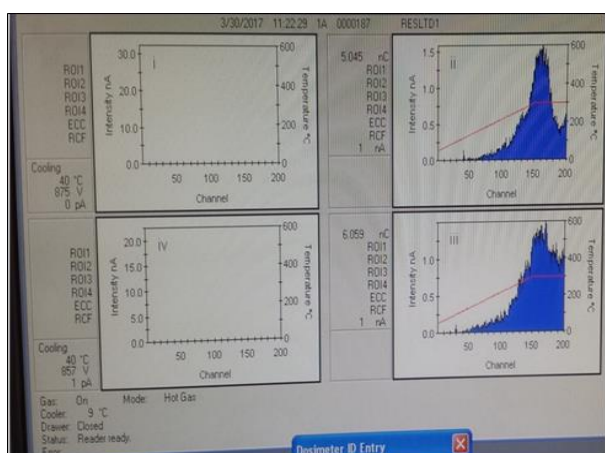 3/30/2017 11:22:29 1A 0000187 RESLTD1
ROI1
ROI2
ROI3
ROI4
ECC
RCF
Cooling
40 °C
875 V
0 pA
i
Intensity nA
30.0
20.0
10.0
0.0
600
400
200
0
Temperature °C
50 100 150 200
Channel
5.045 nC
ROI1
ROI2
ROI3
ROI4
ECC
RCF
1 nA
ii
Intensity nA
1.5
1.0
0.5
0.0
600
400
200
0
Temperature °C
50 100 150 200
Channel
ROI1
ROI2
ROI3
ROI4
ECC
RCF
Cooling
40 °C
857 V
1 pA
iv
Intensity nA
20.0
15.0
10.0
5.0
0.0
600
400
200
0
Temperature °C
50 100 150 200
Channel
6.059 nC
ROI1
ROI2
ROI3
ROI4
ECC
RCF
1 nA
iii
Intensity nA
1.0
0.5
0.0
600
400
200
0
Temperature °C
50 100 150 200
Channel
Gas: On Mode: Hot Gas
Cooler: 9 °C
Drawer: Closed
Status: Reader ready.
Dosimeter ID Entry